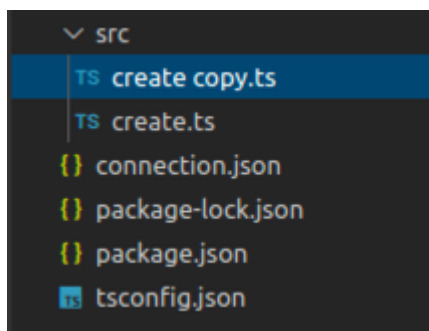 src
TS create copy.ts
TS create.ts
{} connection.json
{} package-lock.json
{} package.json
TS tsconfig.json